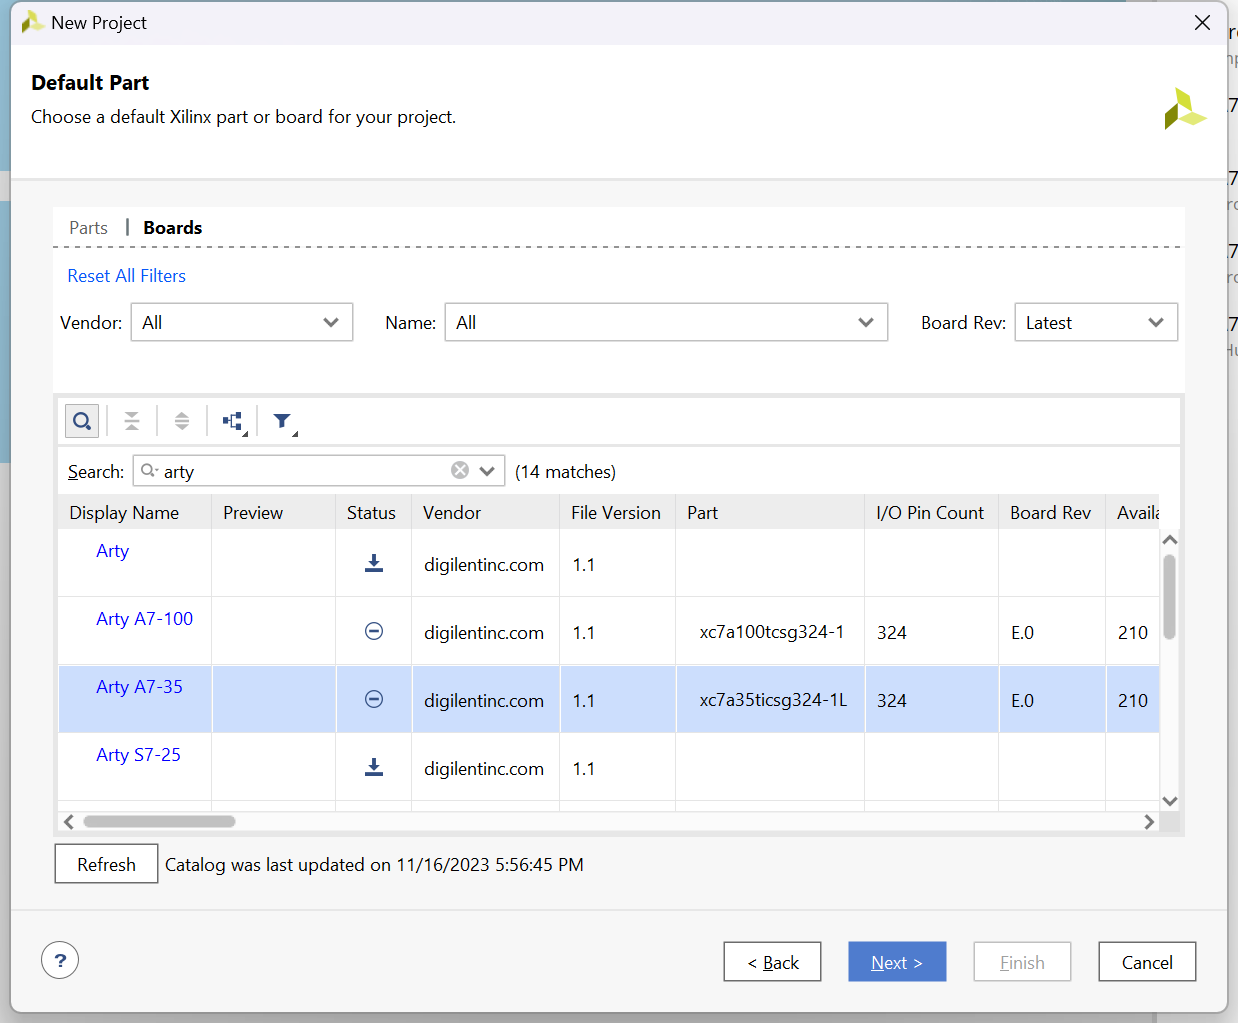 New Project
Default Part
Choose a default Xilinx part or board for your project.
Parts | Boards
Reset All Filters
Vendor: All Name: All Board Rev: Latest
Search: arty (14 matches)
Display Name Preview Status Vendor File Version Part I/O Pin Count Board Rev
Arty digilentinc.com 1.1
Arty A7-100 digilentinc.com 1.1 xc7a100tcsg324-1 324 E.0 210
Arty A7-35 digilentinc.com 1.1 xc7a35ticsg324-1L 324 E.0 210
Arty S7-25 digilentinc.com 1.1
Refresh Catalog was last updated on 11/16/2023 5:56:45 PM
? < Back Next > Finish Cancel